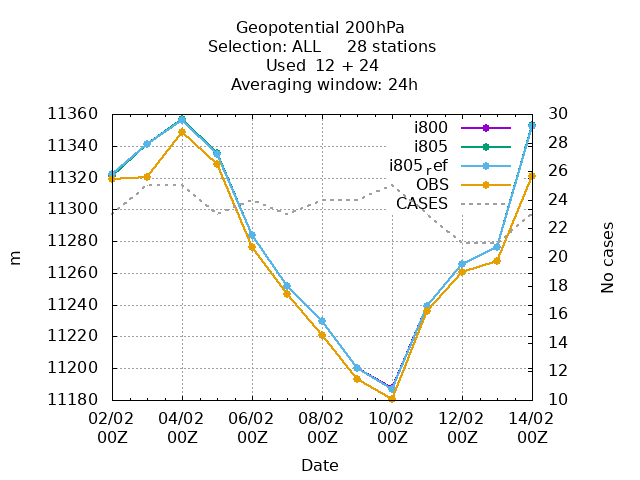 Geopotential 200hPa
Selection: ALL 28 stations
Used 12 + 24
Averaging window: 24h
11360
11340
11320
11300
11280
11260
11240
11220
11200
11180
m
30
28
26
24
22
20
18
16
14
12
10
No cases
i800
i805
i805ref
OBS
CASES
02/02 04/02 06/02 08/02 10/02 12/02 14/02
00Z 00Z 00Z 00Z 00Z 00Z 00Z
Date